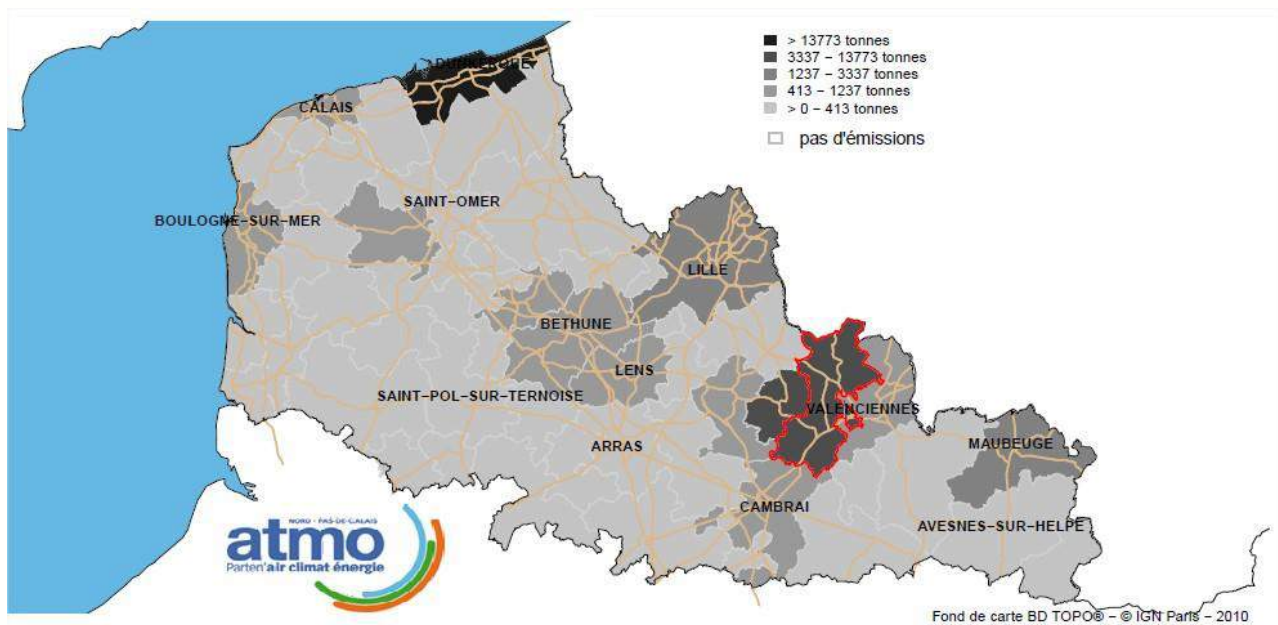 > 13773 tonnes
3337 – 13773 tonnes
1237 – 3337 tonnes
413 – 1237 tonnes
> 0 – 413 tonnes
pas d'émissions
DUNKERQUE
CALAIS
SAINT–OMER
BOULOGNE–SUR–MER
LILLE
BETHUNE
LENS
SAINT–POL–SUR–TERNOISE
VALENCIENNES
ARRAS
MAUBEUGE
CAMBRAI
AVESNES–SUR–HELPE
NORD - PAS-DE-CALAIS
atmo
Parten'air climat énergie
Fond de carte BD TOPO® – © IGN Paris – 2010